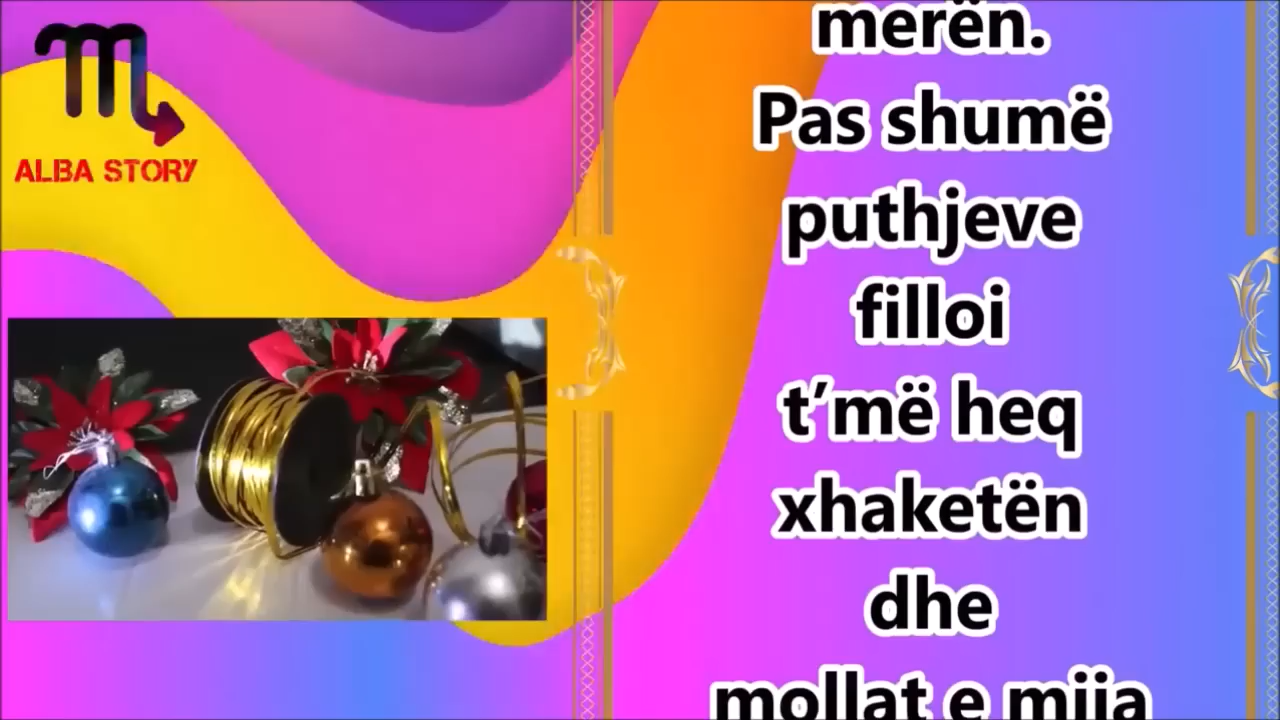 ALBA STORY
merën.
Pas shumë
puthjeve
filloi
t’më heq
xhaketën
dhe
mollat e mija